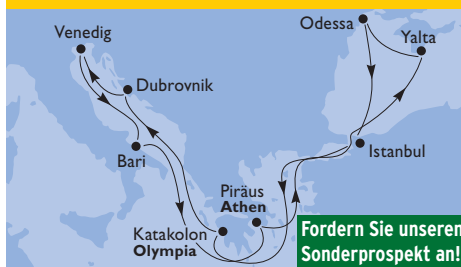 Odessa
Venedig
Yalta
Dubrovnik
Istanbul
Bari
Piräus
Athen
Katakolon
Olympia
Fordern Sie unseren
Sonderprospekt an!